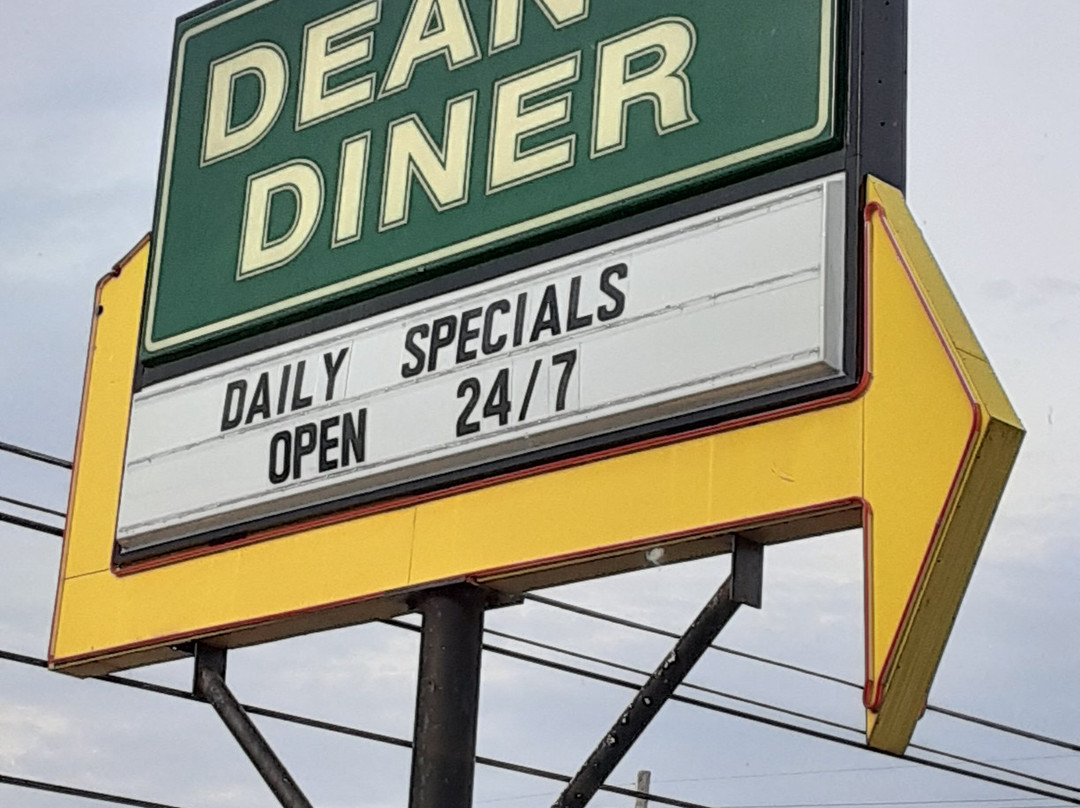 DEAN
DINER
DAILY SPECIALS
OPEN 24/7